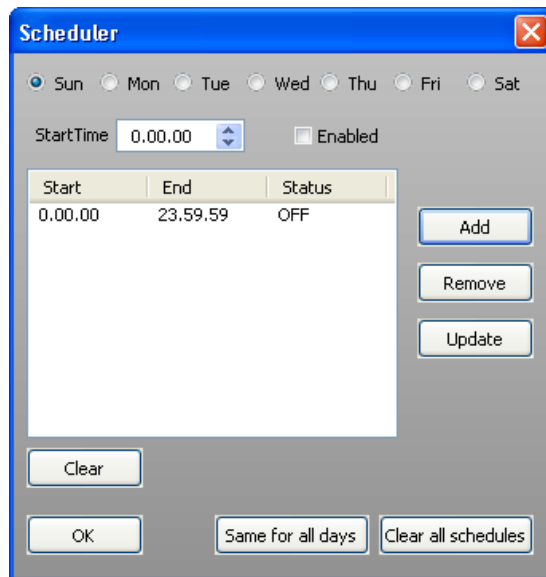 Scheduler
Sun Mon Tue Wed Thu Fri Sat
StartTime 0.00.00 Enabled
Start End Status
0.00.00 23.59.59 OFF
Add
Remove
Update
Clear
OK Same for all days Clear all schedules